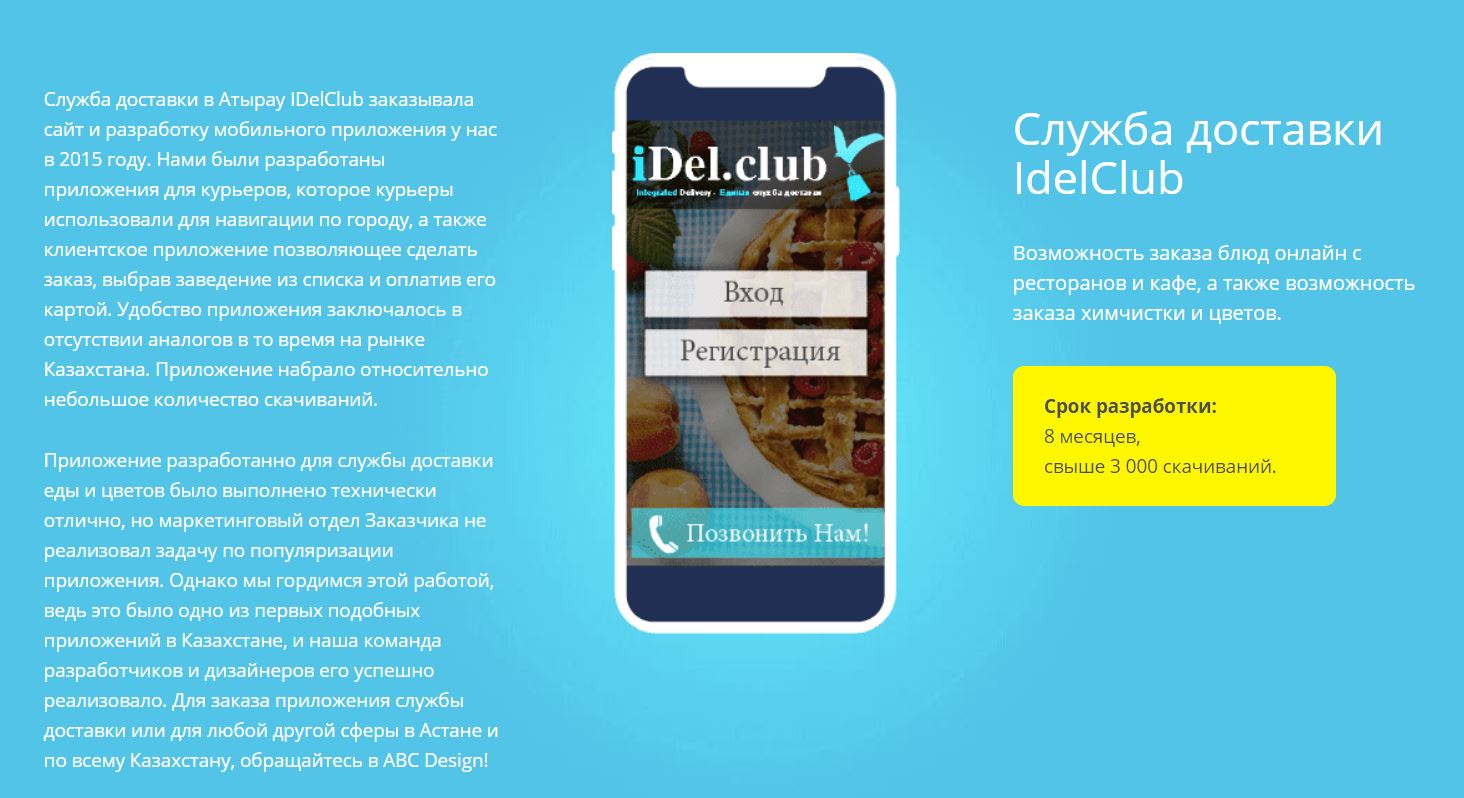 Служба доставки в Атырау IDelClub заказывала
сайт и разработку мобильного приложения у нас
в 2015 году. Нами были разработаны
приложения для курьеров, которое курьеры
использовали для навигации по городу, а также
клиентское приложение позволяющее сделать
заказ, выбрав заведение из списка и оплатив его
картой. Удобство приложения заключалось в
отсутствии аналогов в то время на рынке
Казахстана. Приложение набрало относительно
небольшое количество скачиваний.
Приложение разработанно для службы доставки
еды и цветов было выполнено технически
отлично, но маркетинговый отдел Заказчика не
реализовал задачу по популяризации
приложения. Однако мы гордимся этой работой,
ведь это было одно из первых подобных
приложений в Казахстане, и наша команда
разработчиков и дизайнеров его успешно
реализовало. Для заказа приложения службы
доставки или для любой другой сферы в Астане и
по всему Казахстану, обращайтесь в ABC Design!
iDel.club
Integrated Delivery - Единая служба доставки
Вход
Регистрация
Позвонить Нам!
Служба доставки
IdelClub
Возможность заказа блюд онлайн с
ресторанов и кафе, а также возможность
заказа химчистки и цветов.
Срок разработки:
8 месяцев,
свыше 3 000 скачиваний.